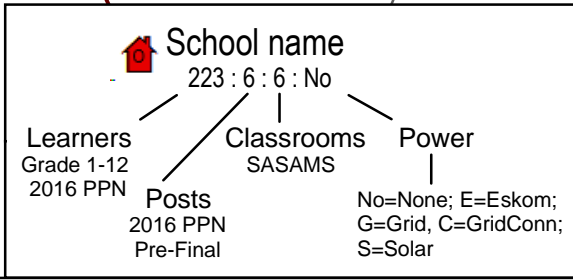 School name
223 : 6 : 6 : No
Learners
Grade 1-12
2016 PPN
Posts
2016 PPN
Pre-Final
Classrooms
SASAMS
Power
No=None; E=Eskom;
G=Grid, C=GridConn;
S=Solar